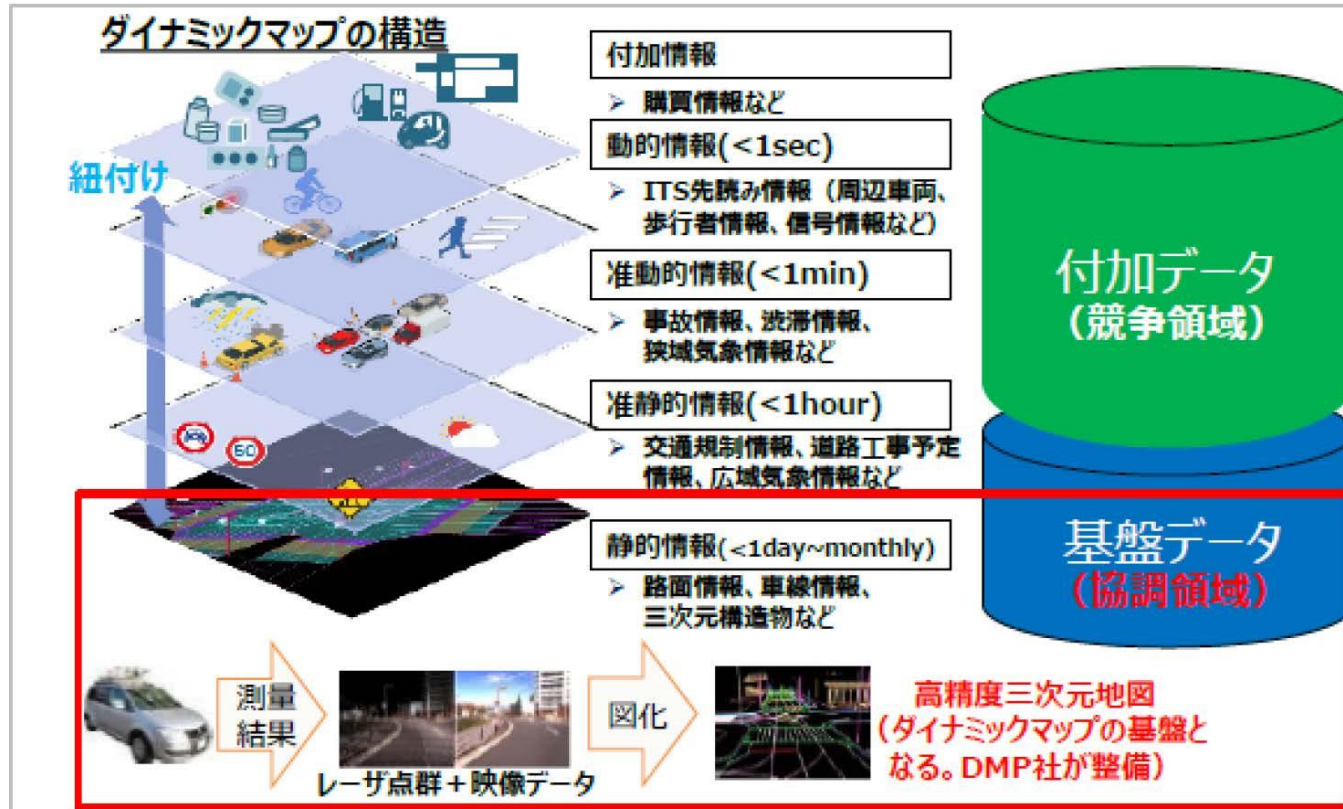 ダイナミックマップの構造
紐付け
付加情報
➢ 購買情報など
動的情報(<1sec)
➢ ITS先読み情報（周辺車両、
歩行者情報、信号情報など）
准動的情報(<1min)
➢ 事故情報、渋滞情報、
狭域気象情報など
准静的情報(<1hour)
➢ 交通規制情報、道路工事予定
情報、広域気象情報など
静的情報(<1day~monthly)
➢ 路面情報、車線情報、
三次元構造物など
付加データ
（競争領域）
基盤データ
（協調領域）
測量
結果
レーザ点群＋映像データ
図化
高精度三次元地図
（ダイナミックマップの基盤と
なる。DMP社が整備）